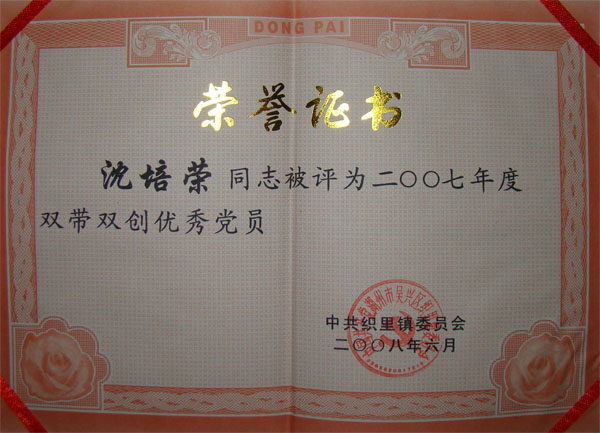 DONG PAI
荣誉证书
沈培荣 同志被评为二〇〇七年度
双带双创优秀党员
中共织里镇委员会
二〇〇八年六月